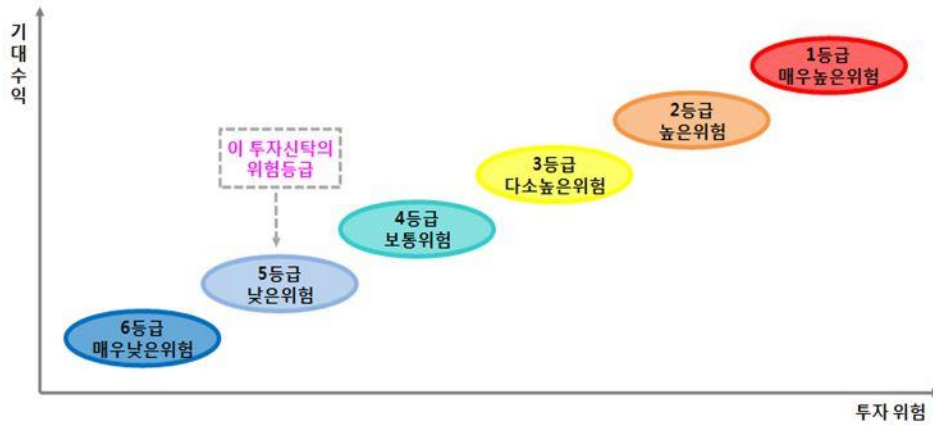 기대수익
1등급
매우높은위험
2등급
높은위험
이 투자신탁의
위험등급
3등급
다소높은위험
4등급
보통위험
5등급
낮은위험
6등급
매우낮은위험
투자 위험